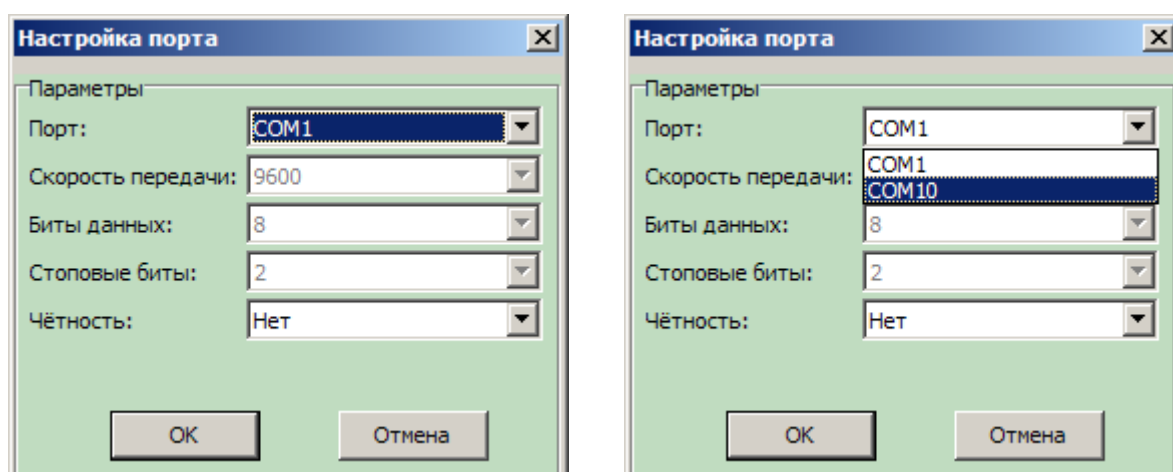 Настройка порта
Параметры
Порт: COM1
Скорость передачи: 9600
Биты данных: 8
Стоповые биты: 2
Чётность: Нет
OK Отмена
Настройка порта
Параметры
Порт: COM1
COM1
Скорость передачи:
COM10
Биты данных: 8
Стоповые биты: 2
Чётность: Нет
OK Отмена